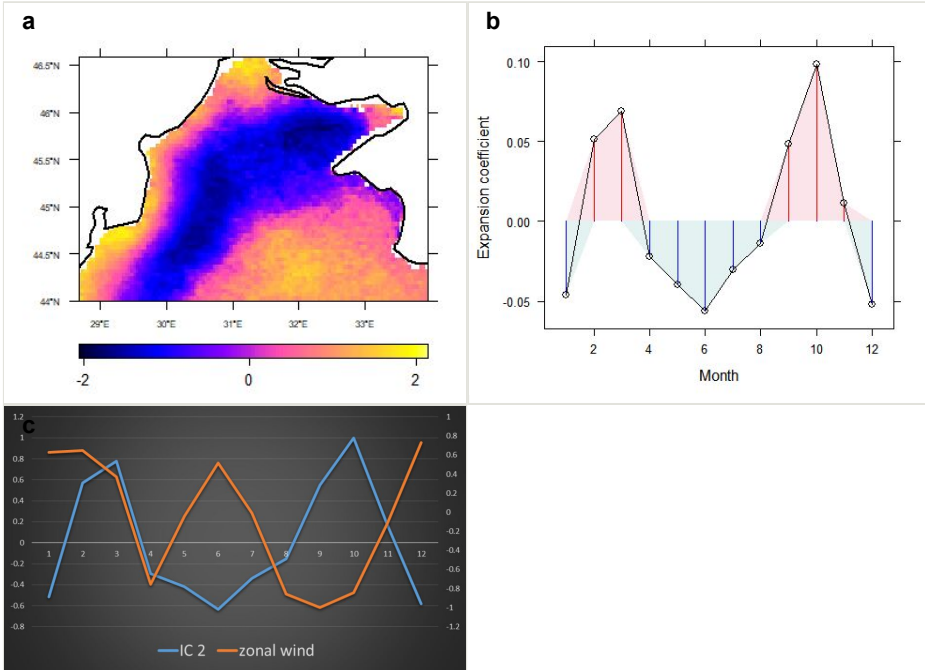 a
46.5°N
46°N
45.5°N
45°N
44.5°N
44°N
29°E 30°E 31°E 32°E 33°E
-2 0 2
b
Expansion coefficient
0.10
0.05
0.00
-0.05
2 4 6 8 10 12
Month
c
1.2
1
0.8
0.6
0.4
0.2
0
-0.2
-0.4
-0.6
-0.8
1 2 3 4 5 6 7 8 9 10 11 12
1
0.8
0.6
0.4
0.2
0
-0.2
-0.4
-0.6
-0.8
-1
-1.2
IC 2 zonal wind